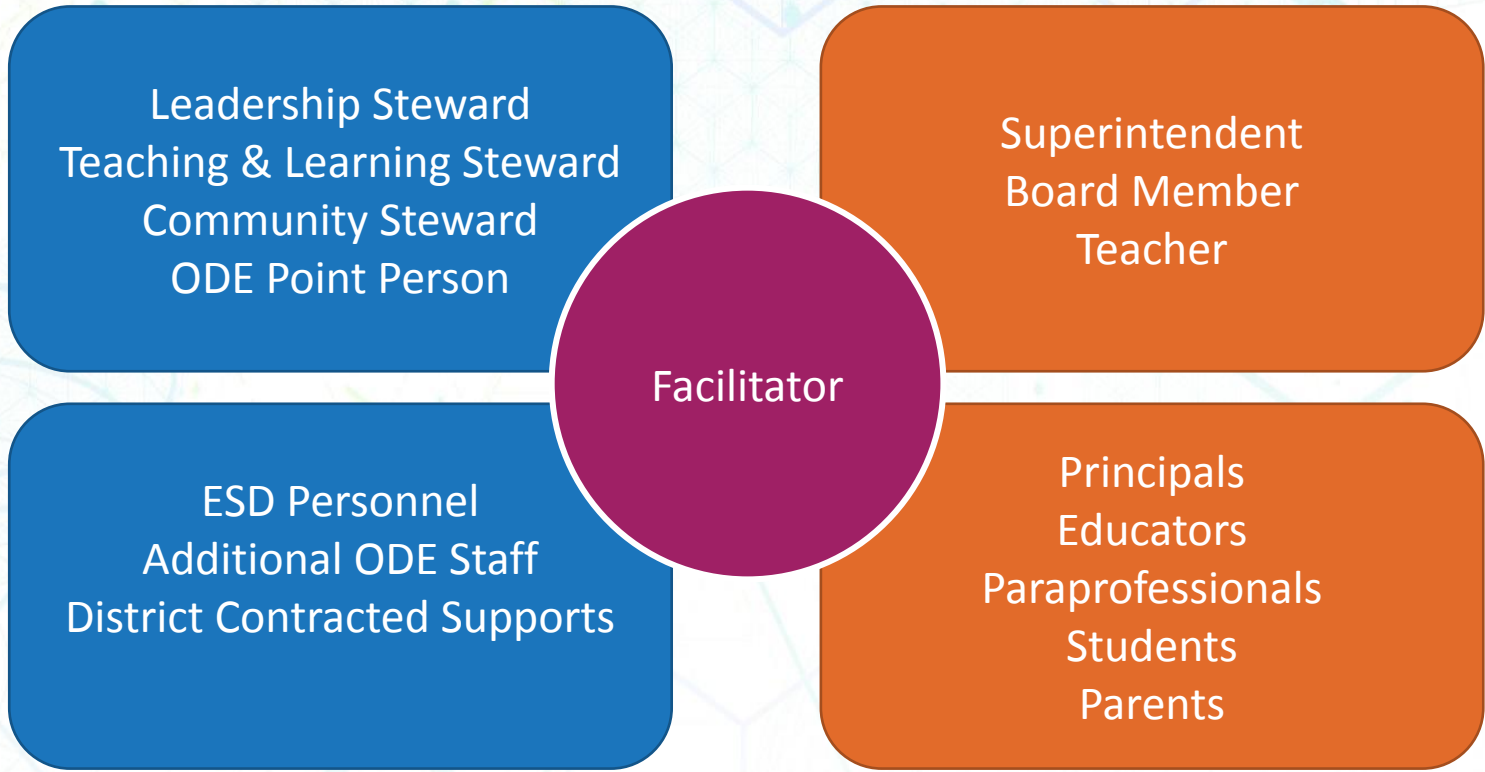 Leadership Steward
Teaching & Learning Steward
Community Steward
ODE Point Person
Superintendent
Board Member
Teacher
Facilitator
ESD Personnel
Additional ODE Staff
District Contracted Supports
Principals
Educators
Paraprofessionals
Students
Parents